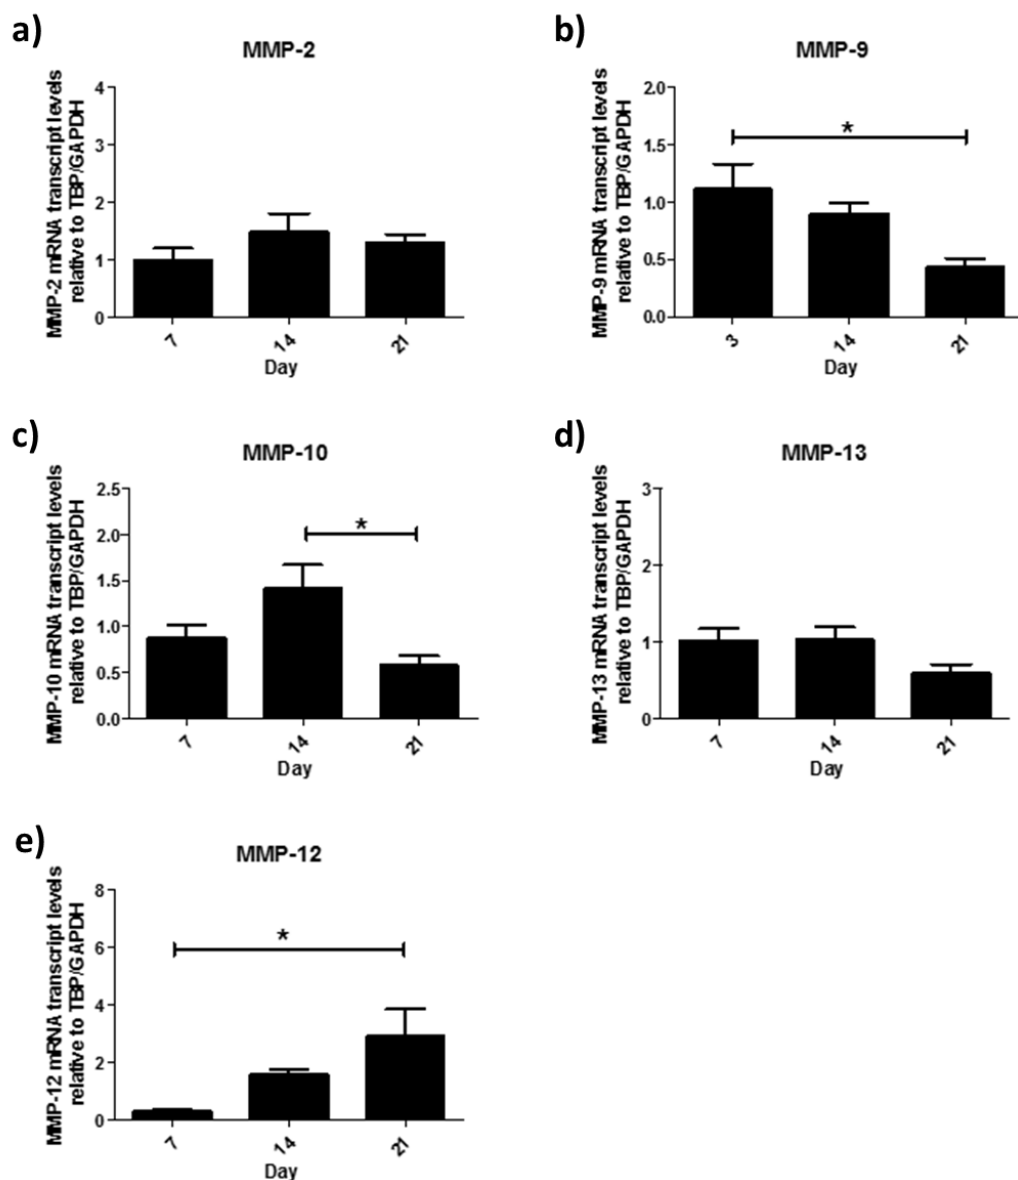 a)
MMP-2
MMP-2 mRNA transcript levels
relative to TBP/GAPDH
4
3
2
1
0
7
14
21
Day
b)
MMP-9
MMP-9 mRNA transcript levels
relative to TBP/GAPDH
2.0
1.5
1.0
0.5
0.0
*
3
14
21
Day
c)
MMP-10
MMP-10 mRNA transcript levels
relative to TBP/GAPDH
2.5
2.0
1.5
1.0
0.5
0.0
*
7
14
21
Day
d)
MMP-13
MMP-13 mRNA transcript levels
relative to TBP/GAPDH
3
2
1
0
7
14
21
Day
e)
MMP-12
MMP-12 mRNA transcript levels
relative to TBP/GAPDH
8
6
4
2
0
*
7
14
21
Day